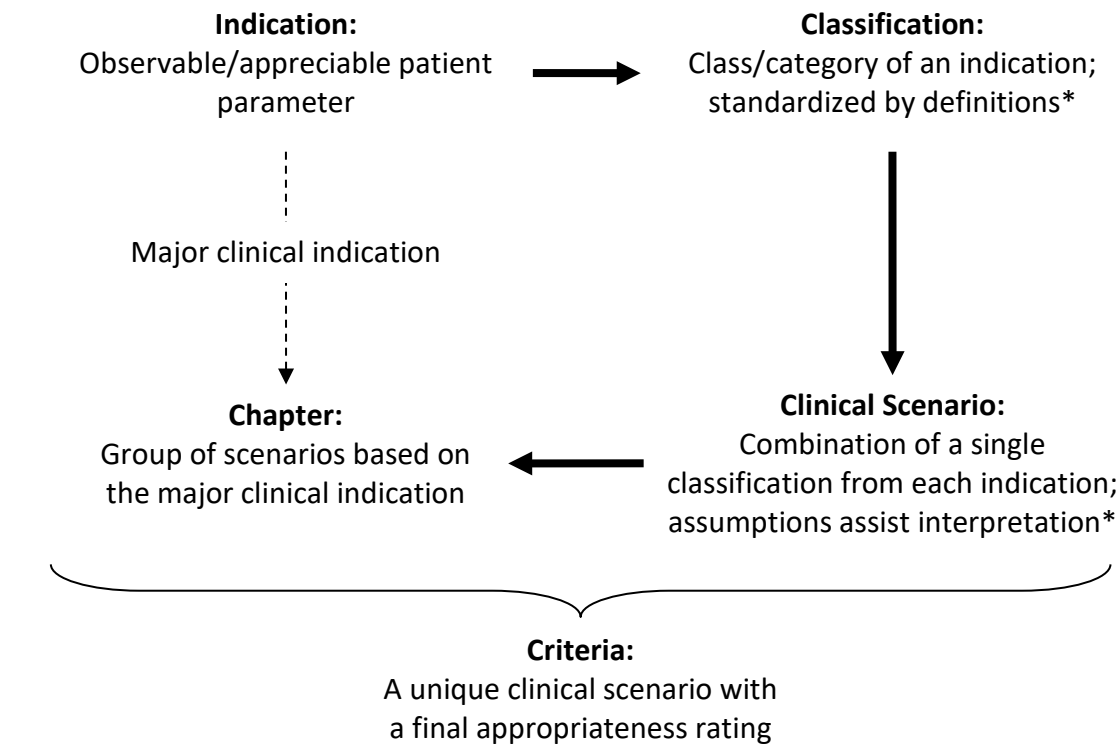 Indication:
Observable/appreciable patient
parameter
Classification:
Class/category of an indication;
standardized by definitions*
Major clinical indication
Chapter:
Group of scenarios based on
the major clinical indication
Clinical Scenario:
Combination of a single
classification from each indication;
assumptions assist interpretation*
Criteria:
A unique clinical scenario with
a final appropriateness rating